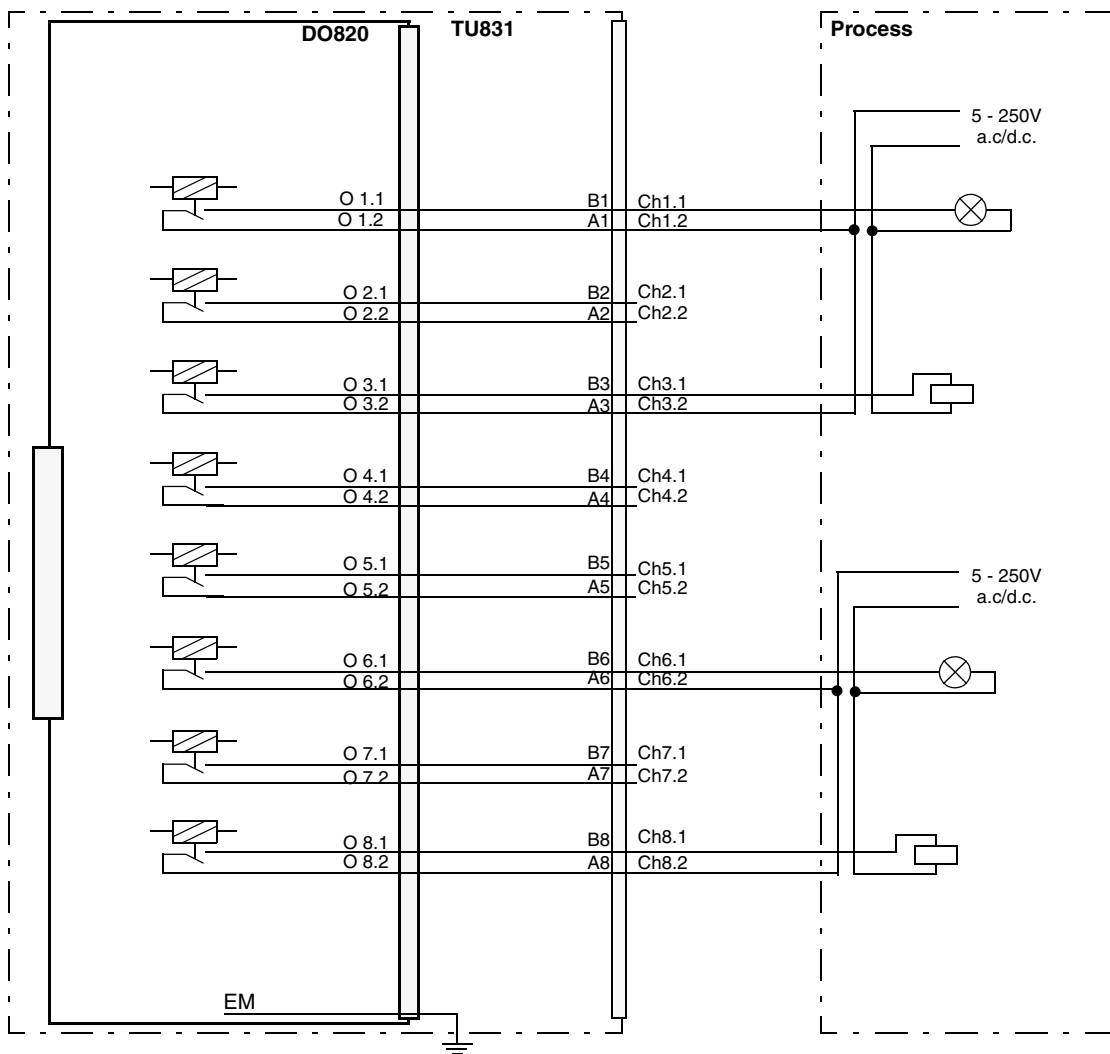 DO820
TU831
Process
5 - 250V
a.c/d.c.
O 1.1
B1
Ch1.1
O 1.2
A1
Ch1.2
O 2.1
B2
Ch2.1
O 2.2
A2
Ch2.2
O 3.1
B3
Ch3.1
O 3.2
A3
Ch3.2
O 4.1
B4
Ch4.1
O 4.2
A4
Ch4.2
O 5.1
B5
Ch5.1
O 5.2
A5
Ch5.2
5 - 250V
a.c/d.c.
O 6.1
B6
Ch6.1
O 6.2
A6
Ch6.2
O 7.1
B7
Ch7.1
O 7.2
A7
Ch7.2
O 8.1
B8
Ch8.1
O 8.2
A8
Ch8.2
EM